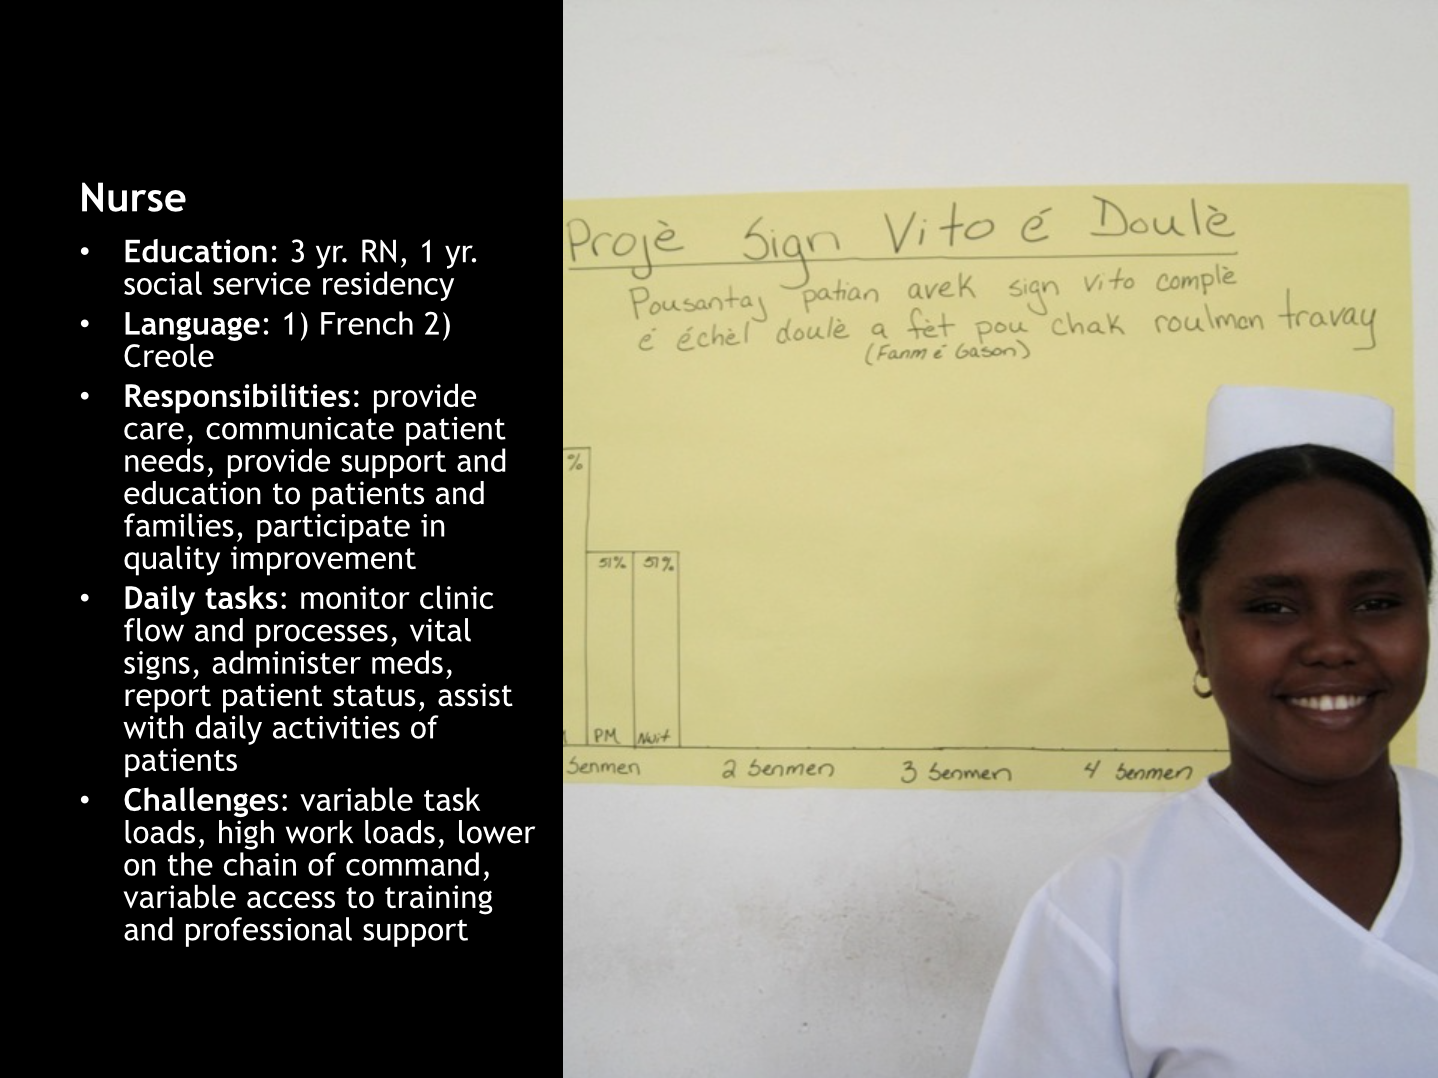 Nurse
• Education: 3 yr. RN, 1 yr.
social service residency
• Language: 1) French 2)
Creole
• Responsibilities: provide
care, communicate patient
needs, provide support and
education to patients and
families, participate in
quality improvement
• Daily tasks: monitor clinic
flow and processes, vital
signs, administer meds,
report patient status, assist
with daily activities of
patients
• Challenges: variable task
loads, high work loads, lower
on the chain of command,
variable access to training
and professional support
Projè Sign Vito é Doulè
Pousantaj patian avek sign vito complè
é échèl doulè a fèt pou chak roulmon travay
(Fanm é Gason)
%
51% 51%
PM Nuit
Senmen 2 Senmen 3 Senmen 4 Senmen